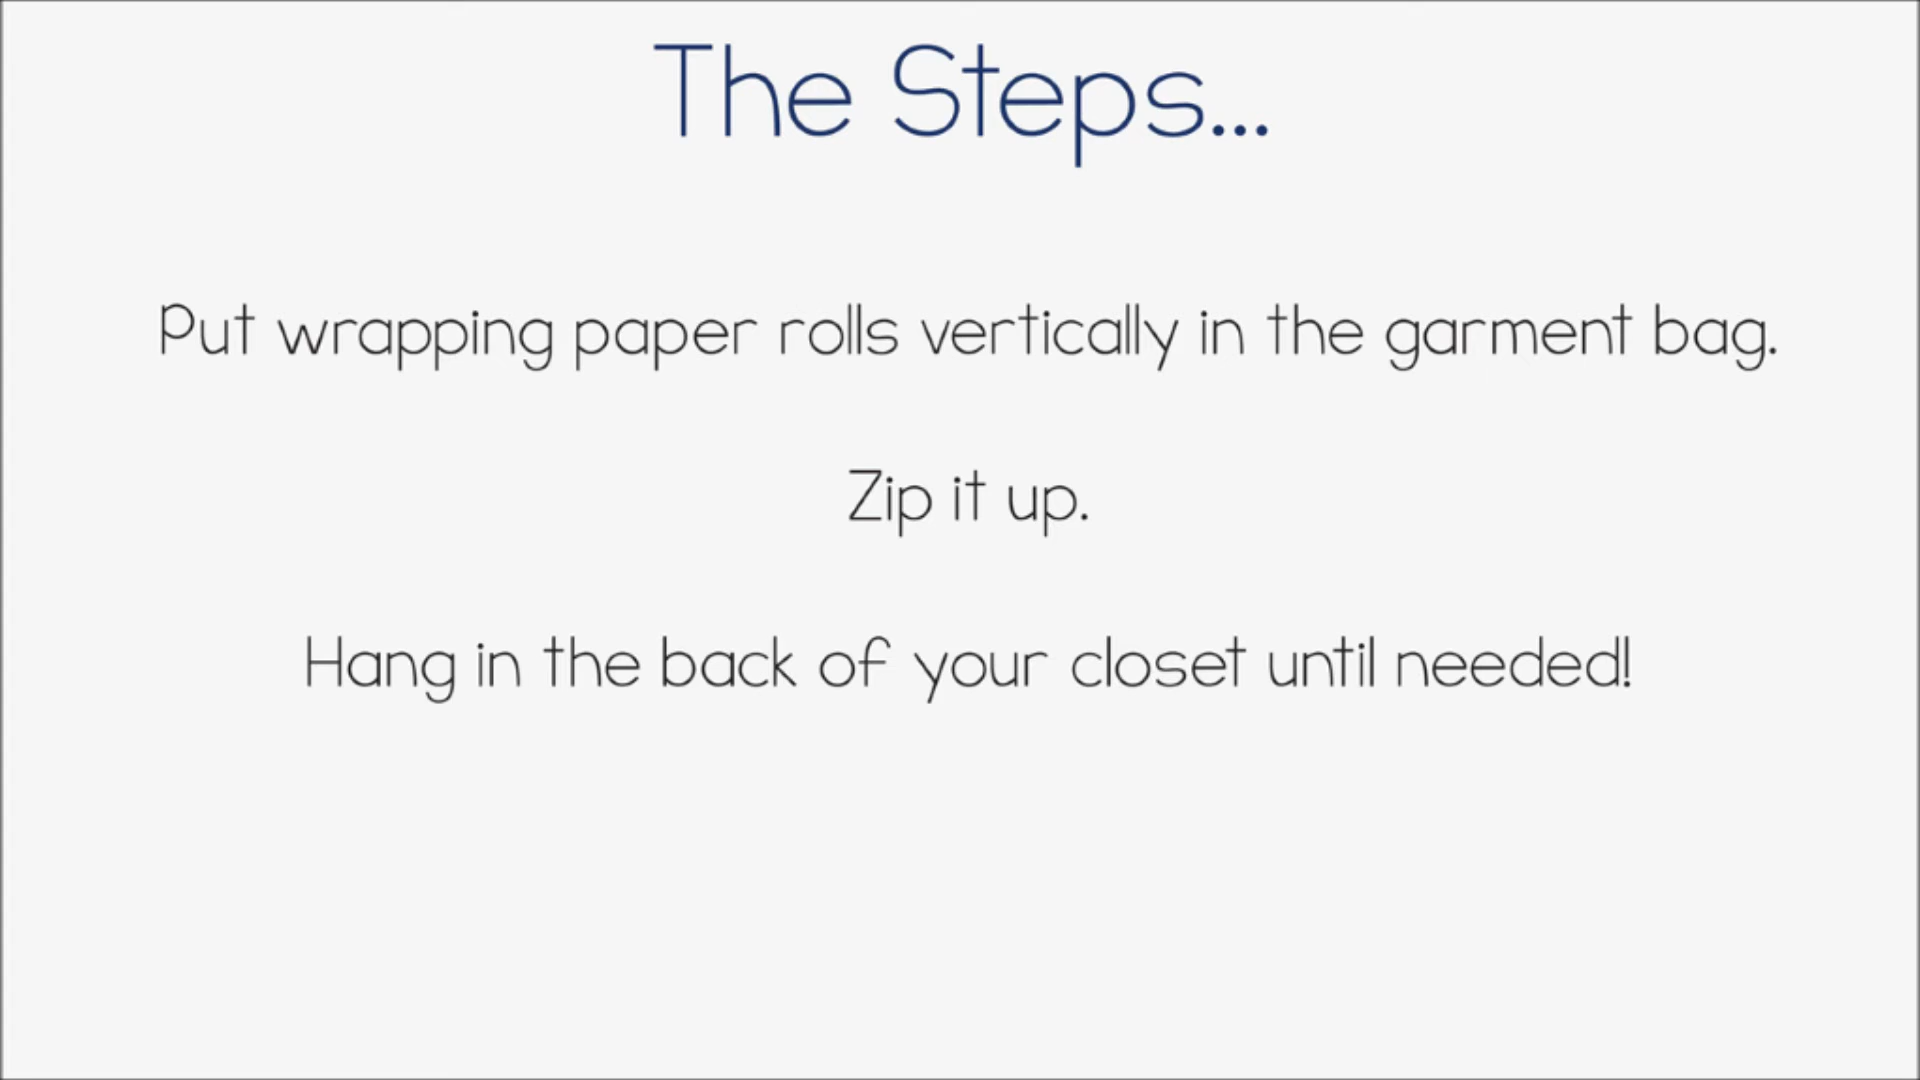 The Steps...
Put wrapping paper rolls vertically in the garment bag.
Zip it up.
Hang in the back of your closet until needed!